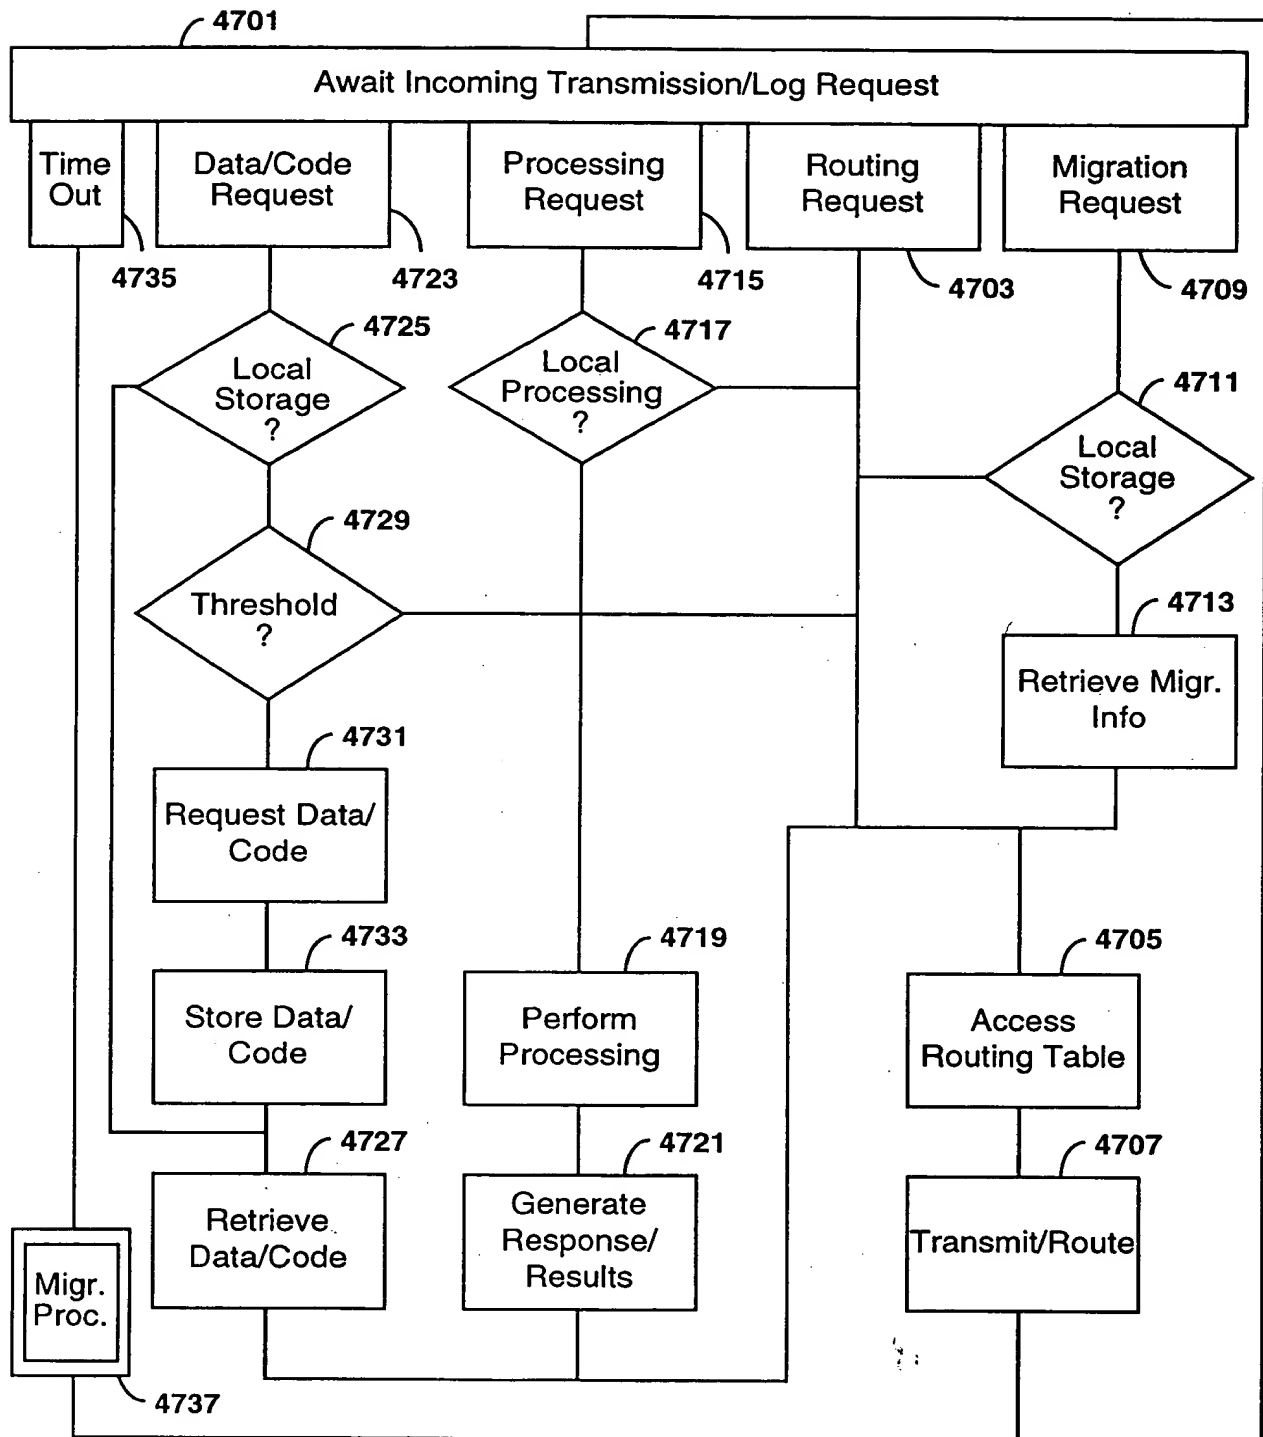 4701
Await Incoming Transmission/Log Request
Time
Out
Data/Code
Request
Processing
Request
Routing
Request
Migration
Request
4735
4723
4715
4703
4709
4725
Local
Storage
?
4717
Local
Processing
?
4711
Local
Storage
?
4729
Threshold
?
4713
Retrieve Migr.
Info
4731
Request Data/
Code
4733
Store Data/
Code
4719
Perform
Processing
4705
Access
Routing Table
4727
Retrieve
Data/Code
4721
Generate
Response/
Results
4707
Transmit/Route
Migr.
Proc.
4737